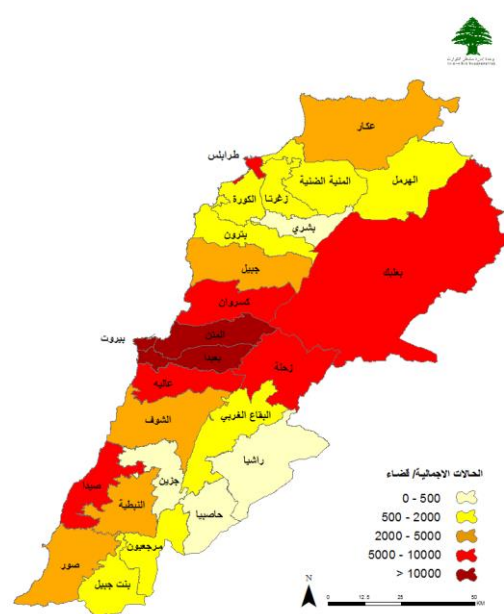 عكار
طرابلس
المنية الضنية
الهرمل
زغرتا
الكورة
بشري
بترون
بعلبك
جبيل
كسروان
المتن
بيروت
بعبدا
زحلة
عاليه
البقاع الغربي
الشوف
راشيا
صيدا
جزين
النبطية
حاصبيا
مرجعيون
صور
بنت جبيل
الحالات الاجمالية/ قضاء
0 - 500
500 - 2000
2000 - 5000
5000 - 10000
> 10000
N
0
12.5
25
50
KM